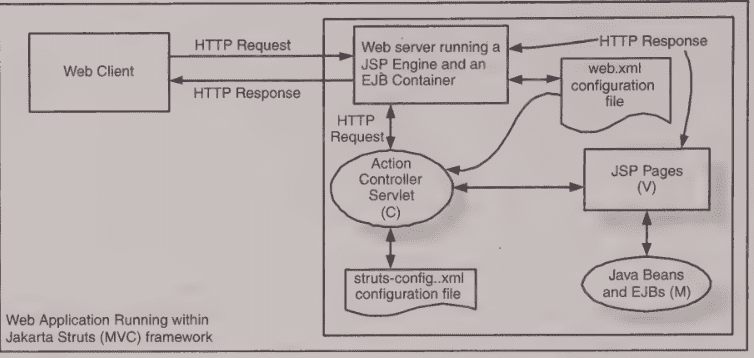 Web Client
HTTP Request
HTTP Response
Web server running a
JSP Engine and an
EJB Container
HTTP Response
web.xml
configuration
file
HTTP
Request
Action
Controller
Servlet
(C)
JSP Pages
(V)
struts-config..xml
configuration file
Java Beans
and EJBs (M)
Web Application Running within
Jakarta Struts (MVC) framework